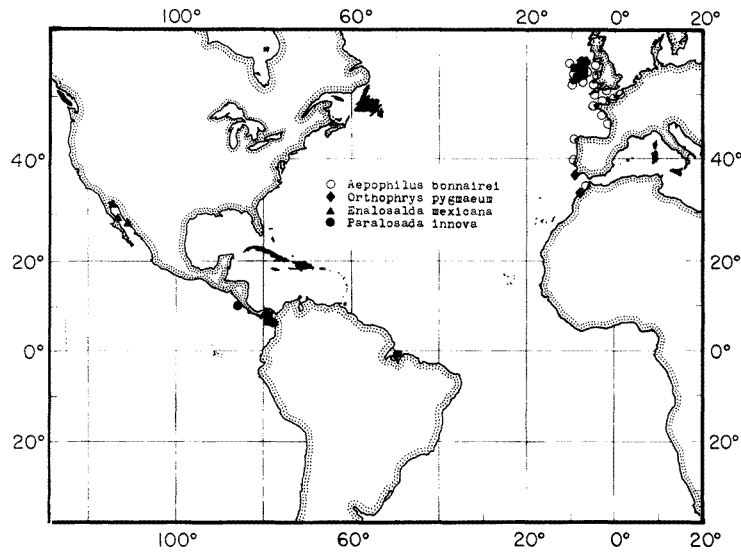 100° 60° 20° 0° 20°
40° 40°
20° 20°
0° 0°
20° 20°
100° 60° 20° 0° 20°
Aepophilus bonnairei
Orthophrys pygmaeum
Enalosalda mexicana
Paralosada innova